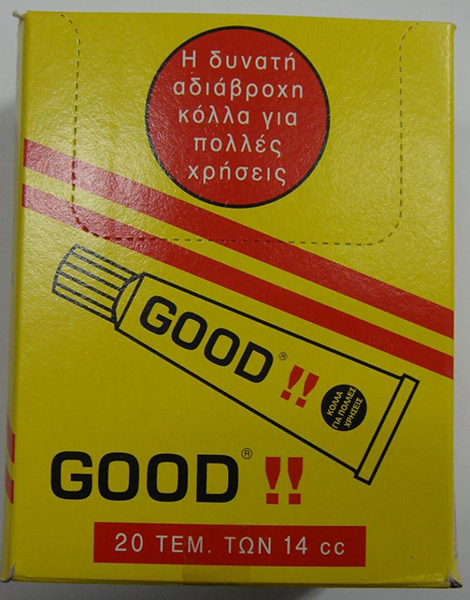 Η δυνατή
αδιάβροχη
κόλλα για
πολλές
χρήσεις
GOOD® !!
ΚΟΛΛΑ
ΓΙΑ ΠΟΛΛΕΣ
ΧΡΗΣΕΙΣ
GOOD® !!
20 ΤΕΜ. ΤΩΝ 14 cc